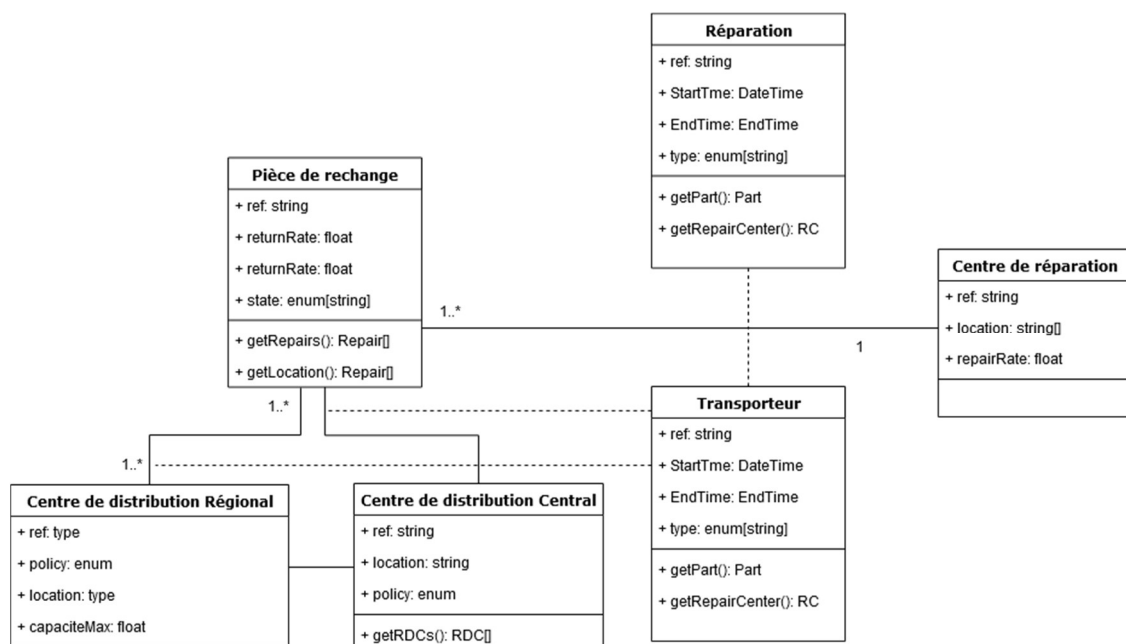 Réparation
+ ref: string
+ StartTme: DateTime
+ EndTime: EndTime
+ type: enum[string]
+ getPart(): Part
+ getRepairCenter(): RC
Pièce de rechange
+ ref: string
+ returnRate: float
+ returnRate: float
+ state: enum[string]
+ getRepairs(): Repair[]
+ getLocation(): Repair[]
Centre de réparation
+ ref: string
+ location: string[]
+ repairRate: float
1..*
1
1..*
1..*
Transporteur
+ ref: string
+ StartTme: DateTime
+ EndTime: EndTime
+ type: enum[string]
+ getPart(): Part
+ getRepairCenter(): RC
Centre de distribution Régional
+ ref: type
+ policy: enum
+ location: type
+ capaciteMax: float
Centre de distribution Central
+ ref: string
+ location: string
+ policy: enum
+ getRDCs(): RDC[]